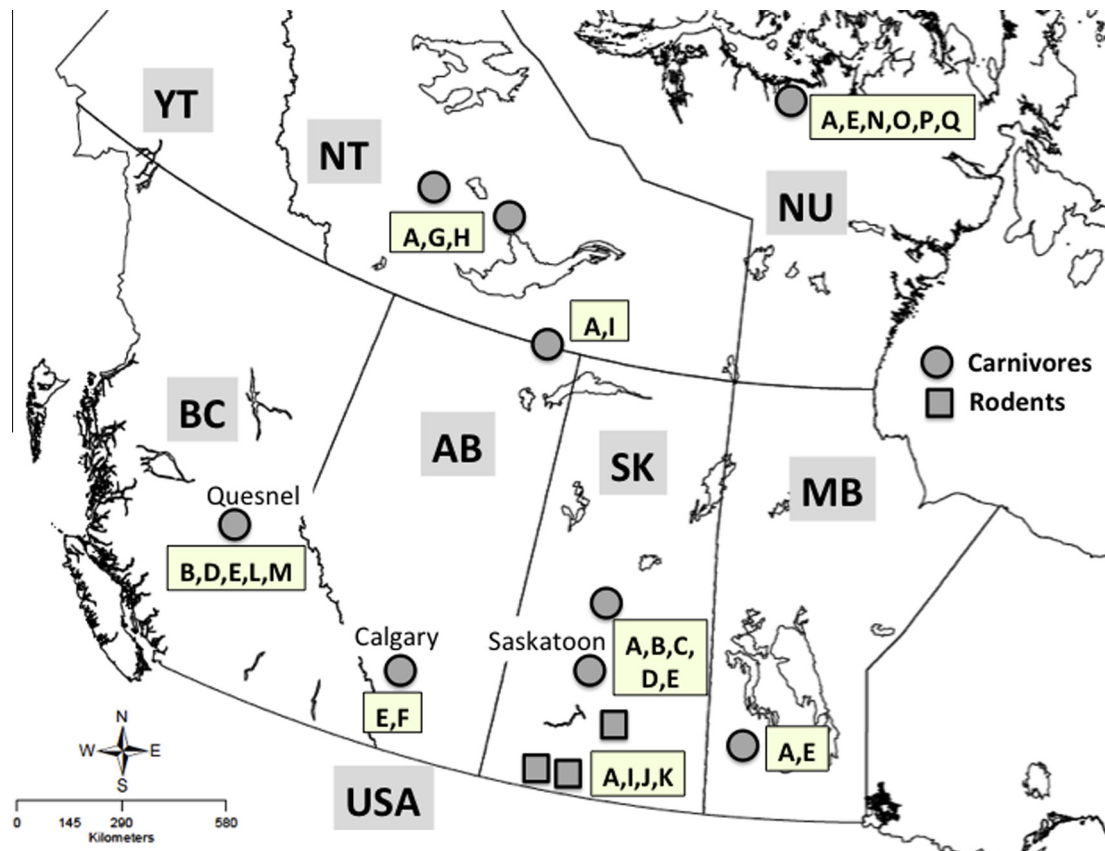 YT
NT
A,E,N,O,P,Q
NU
A,G,H
A,I
Carnivores
Rodents
BC
AB
SK
MB
Quesnel
B,D,E,L,M
Calgary
Saskatoon
A,B,C,
D,E
E,F
A,E
A,I,J,K
N
W
E
S
USA
0 145 290 580
Kilometers